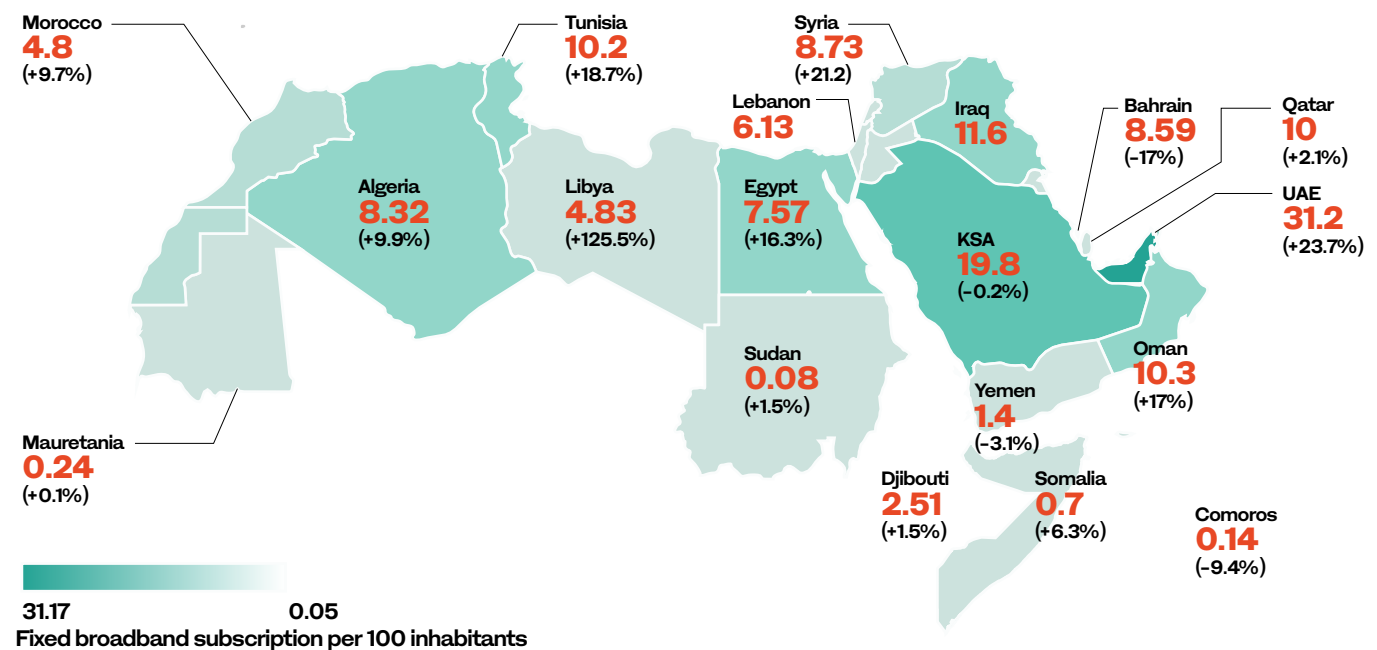 Morocco
4.8
(+9.7%)
Tunisia
10.2
(+18.7%)
Syria
8.73
(+21.2)
Lebanon
6.13
Iraq
11.6
Bahrain
8.59
(-17%)
Qatar
10
(+2.1%)
UAE
31.2
(+23.7%)
Algeria
8.32
(+9.9%)
Libya
4.83
(+125.5%)
Egypt
7.57
(+16.3%)
KSA
19.8
(-0.2%)
Sudan
0.08
(+1.5%)
Oman
10.3
(+17%)
Yemen
1.4
(-3.1%)
Mauretania
0.24
(+0.1%)
Djibouti
2.51
(+1.5%)
Somalia
0.7
(+6.3%)
Comoros
0.14
(-9.4%)
31.17
0.05
Fixed broadband subscription per 100 inhabitants